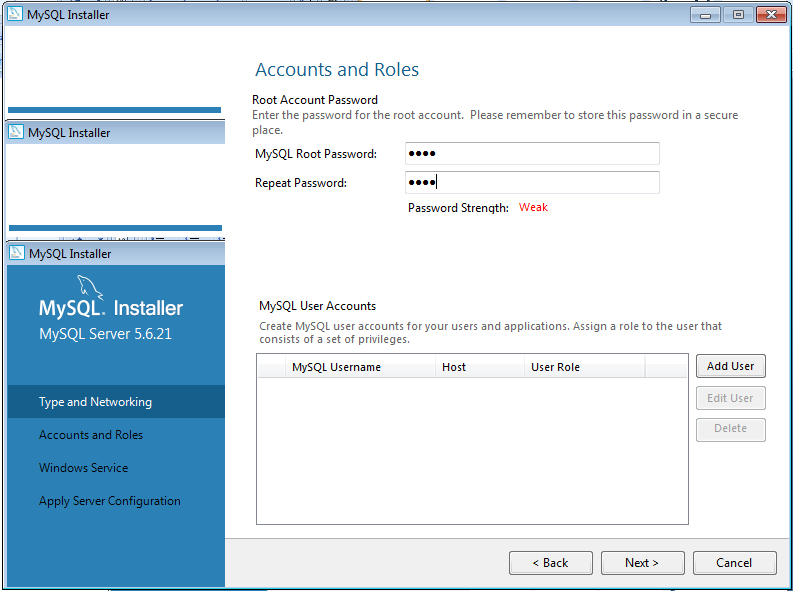 MySQL Installer
MySQL Installer
MySQL Installer
MySQL. Installer
MySQL Server 5.6.21
Type and Networking
Accounts and Roles
Windows Service
Apply Server Configuration
Accounts and Roles
Root Account Password
Enter the password for the root account. Please remember to store this password in a secure
place.
MySQL Root Password: ●●●●
Repeat Password: ●●●●
Password Strength: Weak
MySQL User Accounts
Create MySQL user accounts for your users and applications. Assign a role to the user that
consists of a set of privileges.
MySQL Username Host User Role
Add User
Edit User
Delete
< Back Next > Cancel